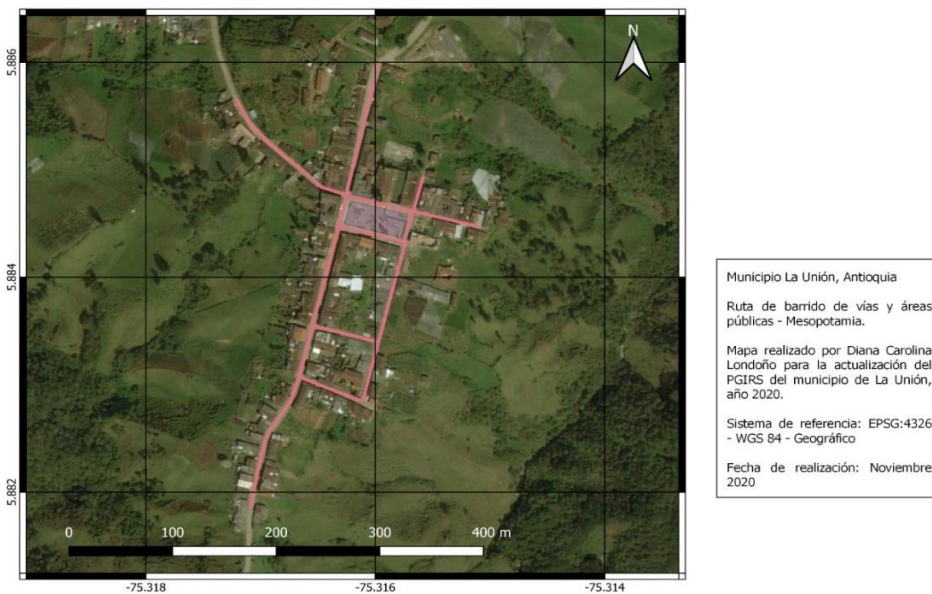 N
5.886
5.884
5.882
0 100 200 300 400 m
-75.318 -75.316 -75.314
Municipio La Unión, Antioquia
Ruta de barrido de vías y áreas
públicas - Mesopotamia.
Mapa realizado por Diana Carolina
Londoño para la actualización del
PGIRS del municipio de La Unión,
año 2020.
Sistema de referencia: EPSG:4326
- WGS 84 - Geográfico
Fecha de realización: Noviembre
2020